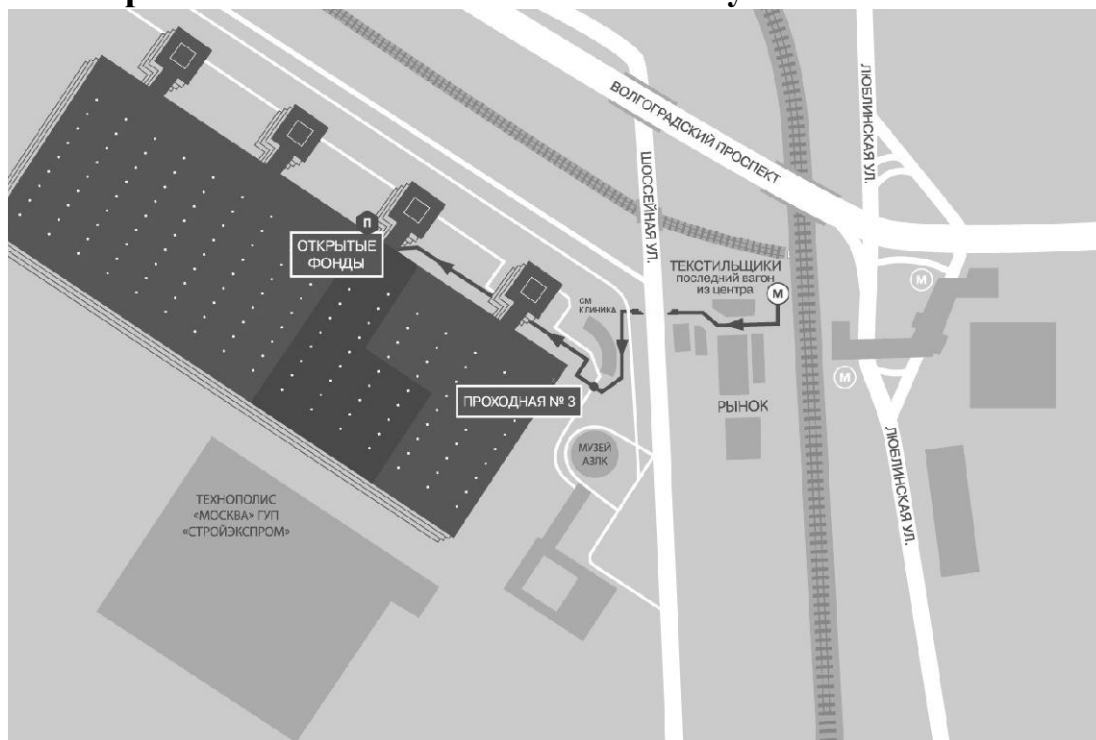 ВОЛГОГРАДСКИЙ ПРОСПЕКТ
ЛЮБЛИНСКАЯ УЛ.
ШОССЕЙНАЯ УЛ.
П
ОТКРЫТЫЕ
ФОНДЫ
ТЕКСТИЛЬЩИКИ
последний вагон
из центра
М
М
СМ
КЛИНИКА
М
ПРОХОДНАЯ № 3
РЫНОК
МУЗЕЙ
АЗЛК
ЛЮБЛИНСКАЯ УЛ.
ТЕХНОПОЛИС
«МОСКВА» ГУП
«СТРОЙЭКСПРОМ»